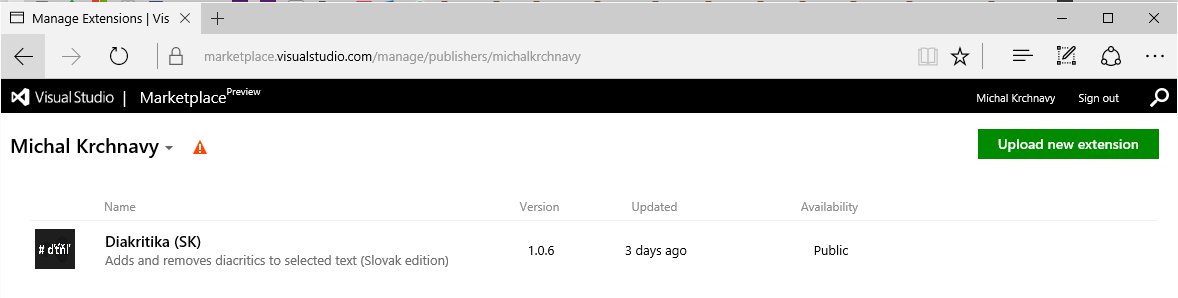 Manage Extensions | Vis
marketplace.visualstudio.com/manage/publishers/michalkrchnavy
Visual Studio | Marketplace Preview Michal Krchnavy Sign out
Michal Krchnavy Upload new extension
Name Version Updated Availability
Diakritika (SK) 1.0.6 3 days ago Public
Adds and removes diacritics to selected text (Slovak edition)